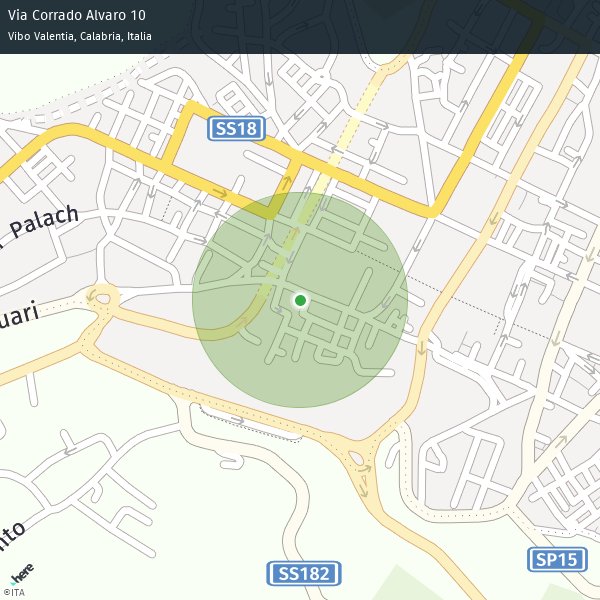 Via Corrado Alvaro 10
Vibo Valentia, Calabria, Italia
SS18
Palach
uari
nto
SS182
SP15
here
©ITA